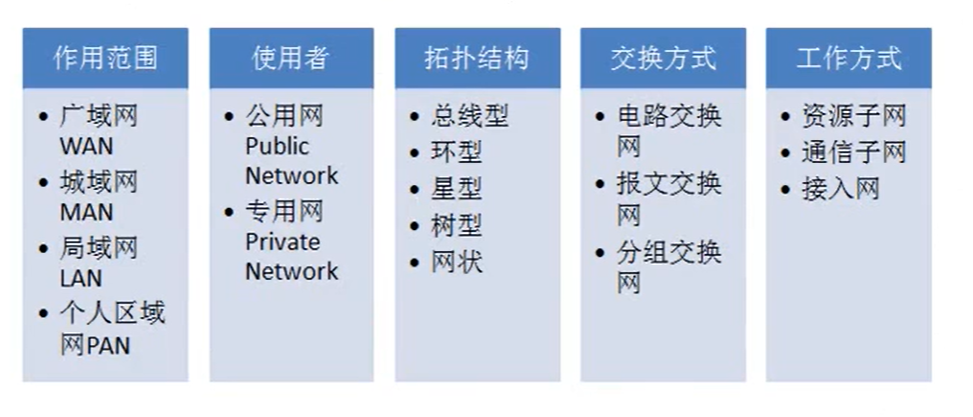 作用范围
广域网
WAN
城域网
MAN
局域网
LAN
个人区域
网PAN
使用者
公用网
Public
Network
专用网
Private
Network
拓扑结构
总线型
环型
星型
树型
网状
交换方式
电路交换
网
报文交换
网
分组交换
网
工作方式
资源子网
通信子网
接入网